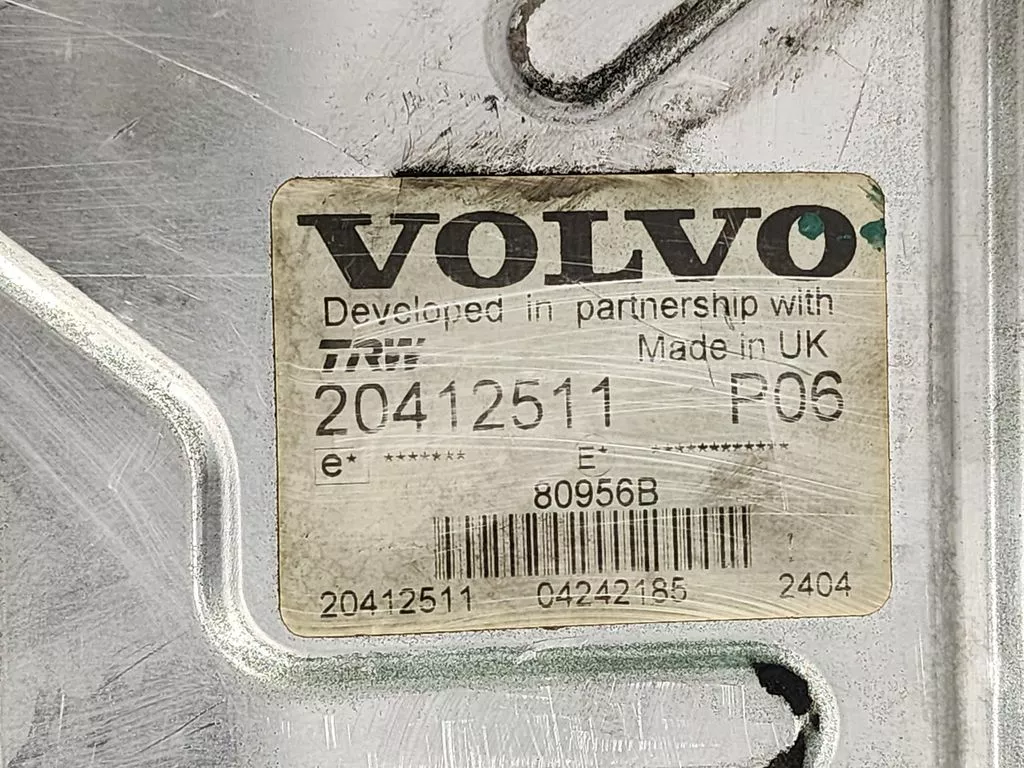 VOLVO
Developed in partnership with
TRW Made in UK
20412511 P06
e* ******* E* ***********
80956B
20412511 04242185 2404